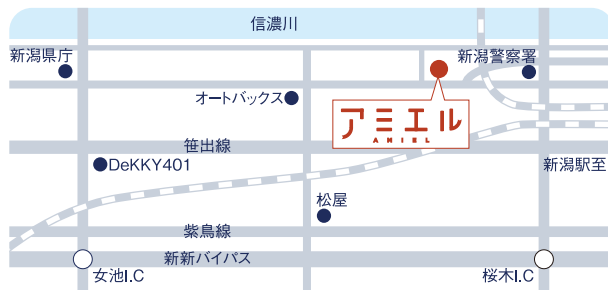 信濃川
新潟県庁
新潟警察署
オートバックス
アミエル
AMIEL
笹出線
DeKKY401
新潟駅至
松屋
紫鳥線
新新バイパス
女池I.C
桜木I.C